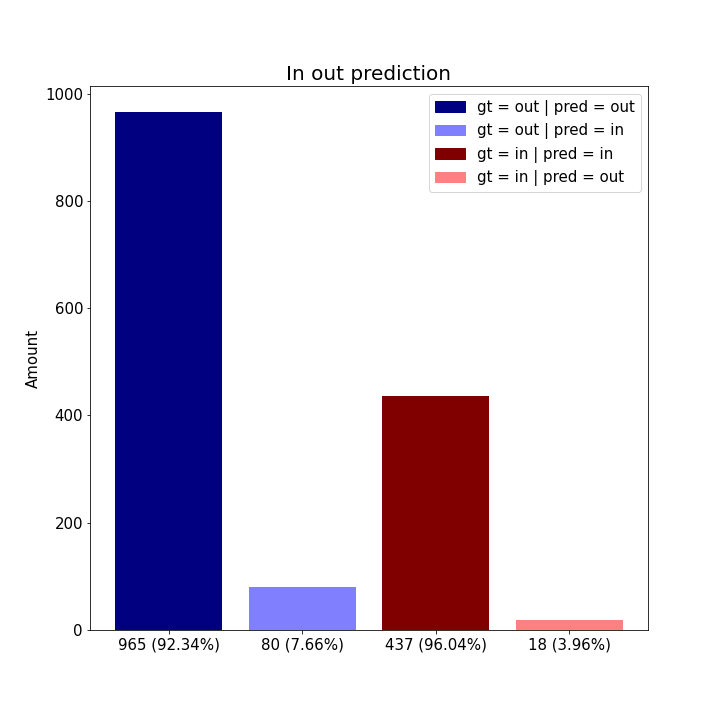 In out prediction
gt = out | pred = out
gt = out | pred = in
gt = in | pred = in
gt = in | pred = out
Amount
1000
800
600
400
200
0
965 (92.34%)
80 (7.66%)
437 (96.04%)
18 (3.96%)